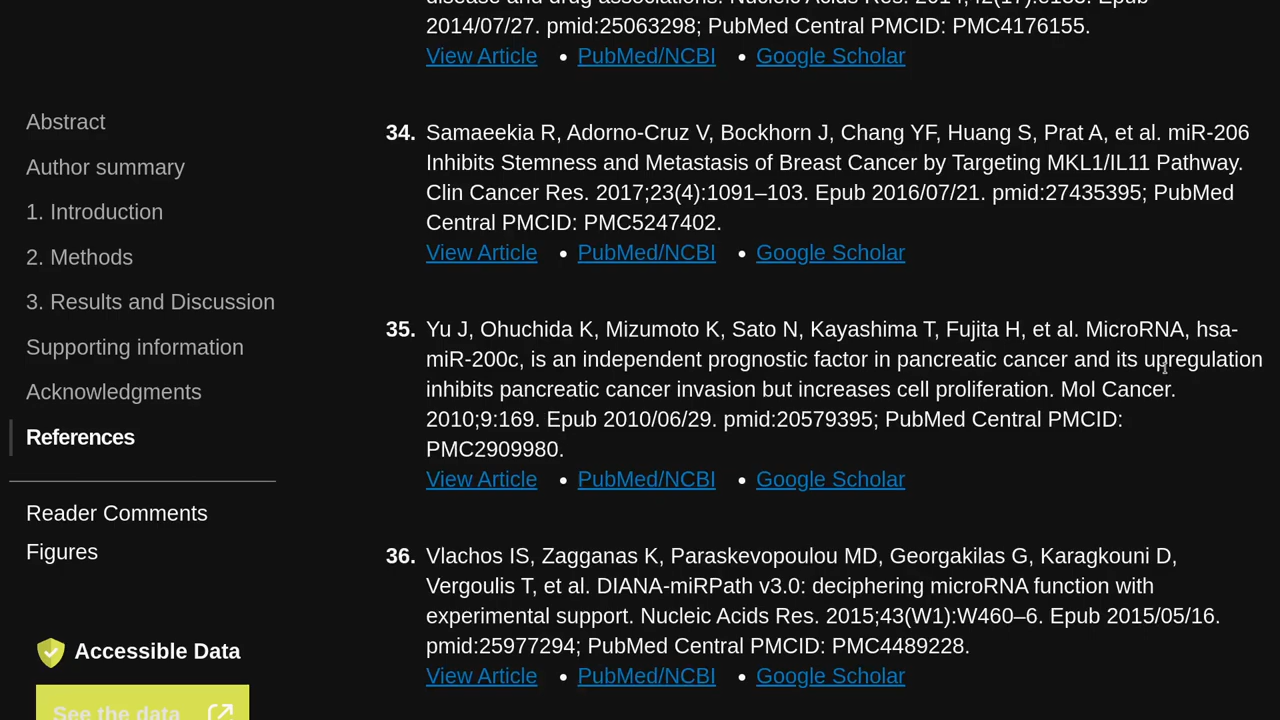 2014/07/27. pmid:25063298; PubMed Central PMCID: PMC4176155.
View Article • PubMed/NCBI • Google Scholar
Abstract
Author summary
1. Introduction
2. Methods
3. Results and Discussion
Supporting information
Acknowledgments
References
Reader Comments
Figures
Accessible Data
See the data
34. Samaeekia R, Adorno-Cruz V, Bockhorn J, Chang YF, Huang S, Prat A, et al. miR-206
Inhibits Stemness and Metastasis of Breast Cancer by Targeting MKL1/IL11 Pathway.
Clin Cancer Res. 2017;23(4):1091–103. Epub 2016/07/21. pmid:27435395; PubMed
Central PMCID: PMC5247402.
View Article • PubMed/NCBI • Google Scholar
35. Yu J, Ohuchida K, Mizumoto K, Sato N, Kayashima T, Fujita H, et al. MicroRNA, hsa-
miR-200c, is an independent prognostic factor in pancreatic cancer and its upregulation
inhibits pancreatic cancer invasion but increases cell proliferation. Mol Cancer.
2010;9:169. Epub 2010/06/29. pmid:20579395; PubMed Central PMCID:
PMC2909980.
View Article • PubMed/NCBI • Google Scholar
36. Vlachos IS, Zagganas K, Paraskevopoulou MD, Georgakilas G, Karagkouni D,
Vergoulis T, et al. DIANA-miRPath v3.0: deciphering microRNA function with
experimental support. Nucleic Acids Res. 2015;43(W1):W460–6. Epub 2015/05/16.
pmid:25977294; PubMed Central PMCID: PMC4489228.
View Article • PubMed/NCBI • Google Scholar